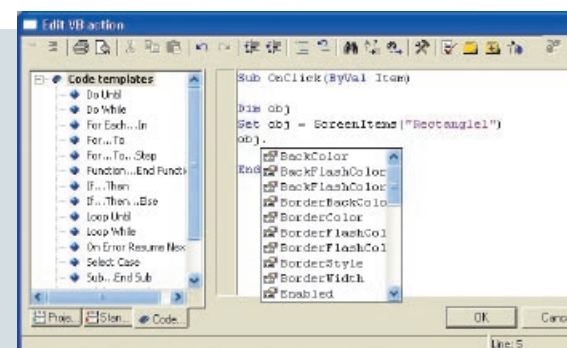 Edit VB action
Code templates
Do Until
Do While
For Each...In
For...To
For...To...Step
Function...End Functi
If...Then
If...Then...Else
Loop Until
Loop While
On Error Resume Nex
Select Case
Sub...End Sub
Proje...
Stan...
Code...
Sub OnClick(ByVal Item)
Dim obj
Set obj = ScreenItems("Rectangle1")
obj.
End
BackColor
BackFlashColor
BackFlashColor
BorderBackColo
BorderColor
BorderFlashCol
BorderFlashCol
BorderStyle
BorderWidth
Enabled
OK
Canc
Line: 5